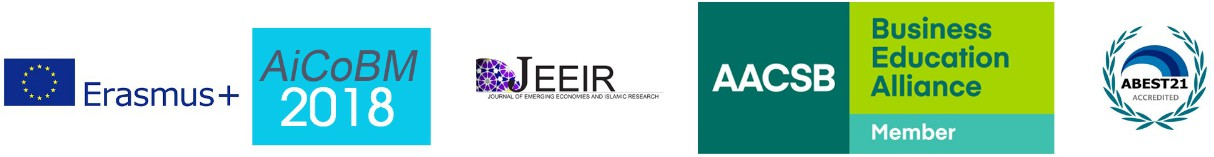 Erasmus+
AiCoBM
2018
JEEIR
JOURNAL OF EMERGING ECONOMIES AND ISLAMIC RESEARCH
AACSB
Business
Education
Alliance
Member
ABEST21
ACCREDITED